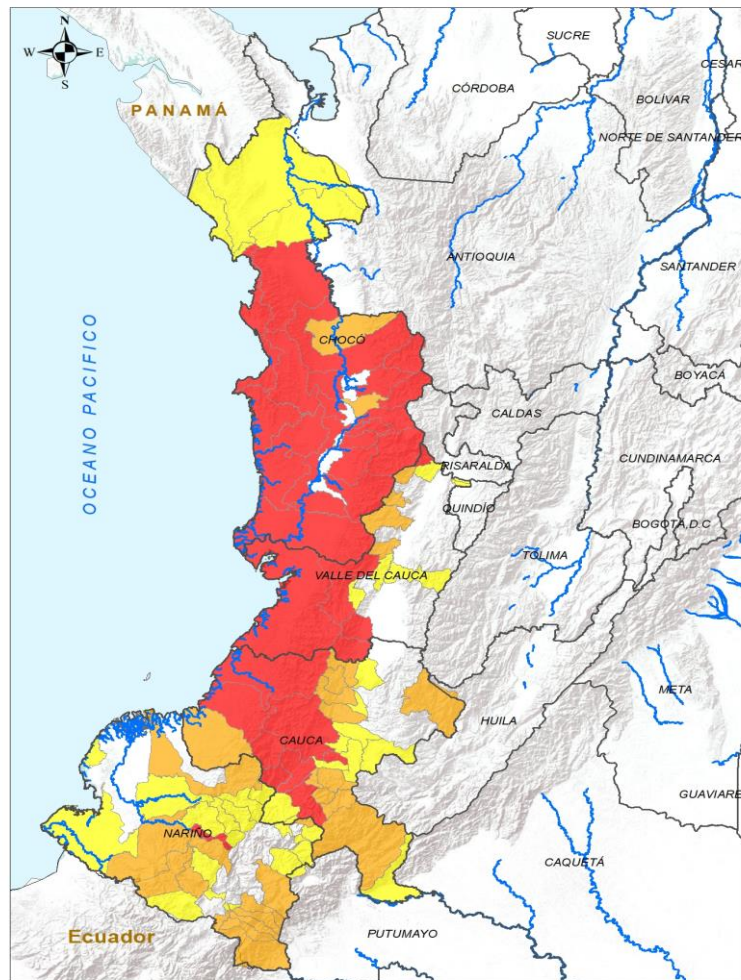 N
W E
S
SUCRE
CESAR
CÓRDOBA
BOLÍVAR
PANAMÁ
NORTE DE SANTANDER
ANTIOQUIA
SANTANDER
OCEANO PACIFICO
CHOCÓ
BOYACÁ
CALDAS
CUNDINAMARCA
RISARALDA
QUINDÍO
BOGOTÁ,D.C
TOLIMA
VALLE DEL CAUCA
META
HUILA
CAUCA
GUAVIARE
NARIÑO
CAQUETÁ
Ecuador
PUTUMAYO